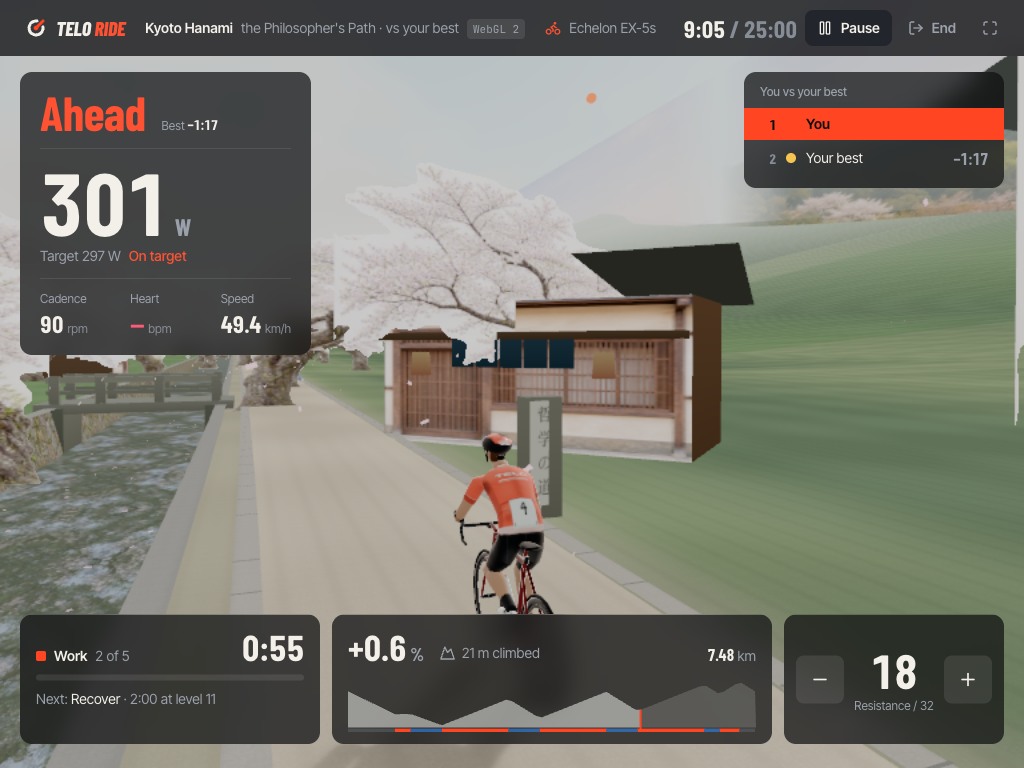 TELO RIDE
Kyoto Hanami the Philosopher's Path · vs your best WebGL 2 Echelon EX-5s 9:05 / 25:00 Pause End
Ahead Best −1:17
301 W
Target 297 W On target
Cadence Heart Speed
90 rpm — bpm 49.4 km/h
You vs your best
1 You
2 Your best −1:17
哲学の道
4
Work 2 of 5 0:55
Next: Recover · 2:00 at level 11
+0.6 % 21 m climbed 7.48 km
− 18 +
Resistance / 32